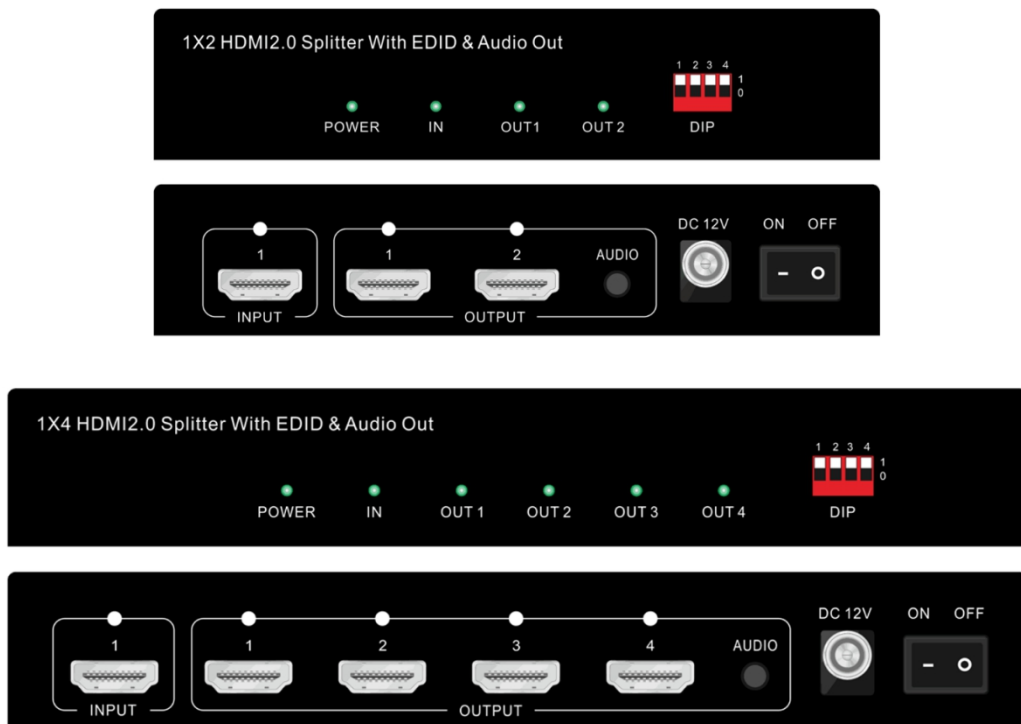 1X2 HDMI2.0 Splitter With EDID & Audio Out
1 2 3 4
1
0
POWER IN OUT1 OUT 2 DIP
DC 12V ON OFF
1 1 2 AUDIO
INPUT OUTPUT
1X4 HDMI2.0 Splitter With EDID & Audio Out
1 2 3 4
1
0
POWER IN OUT 1 OUT 2 OUT 3 OUT 4 DIP
DC 12V ON OFF
1 1 2 3 4 AUDIO
INPUT OUTPUT